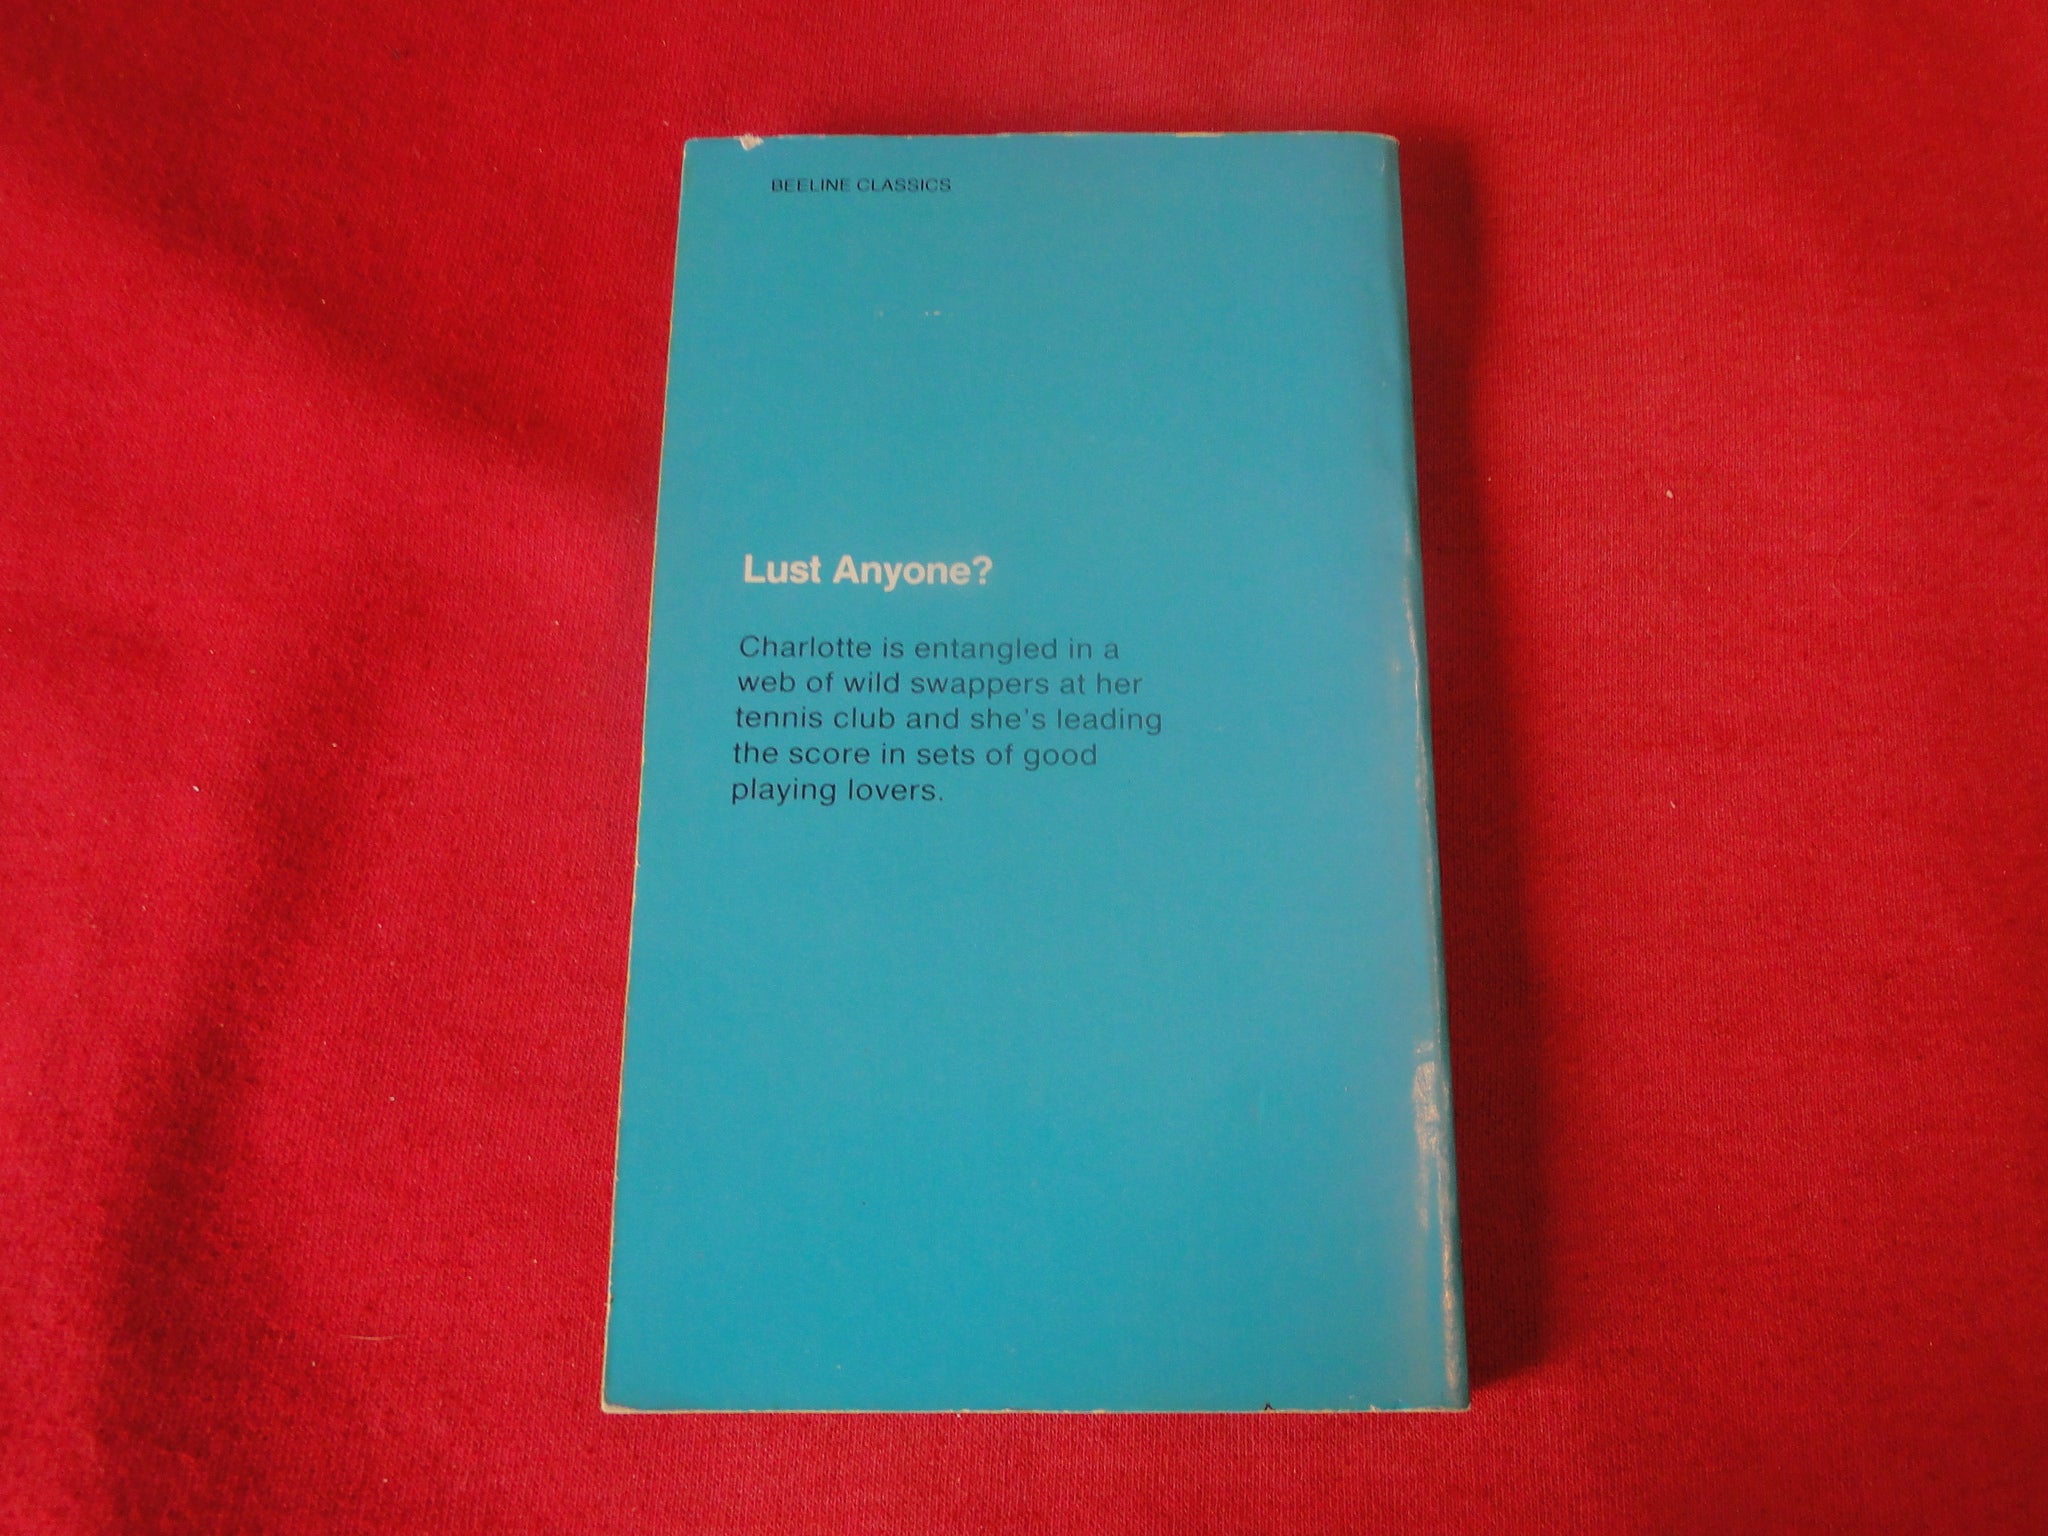 BEELINE CLASSICS
Lust Anyone?
Charlotte is entangled in a
web of wild swappers at her
tennis club and she's leading
the score in sets of good
playing lovers.